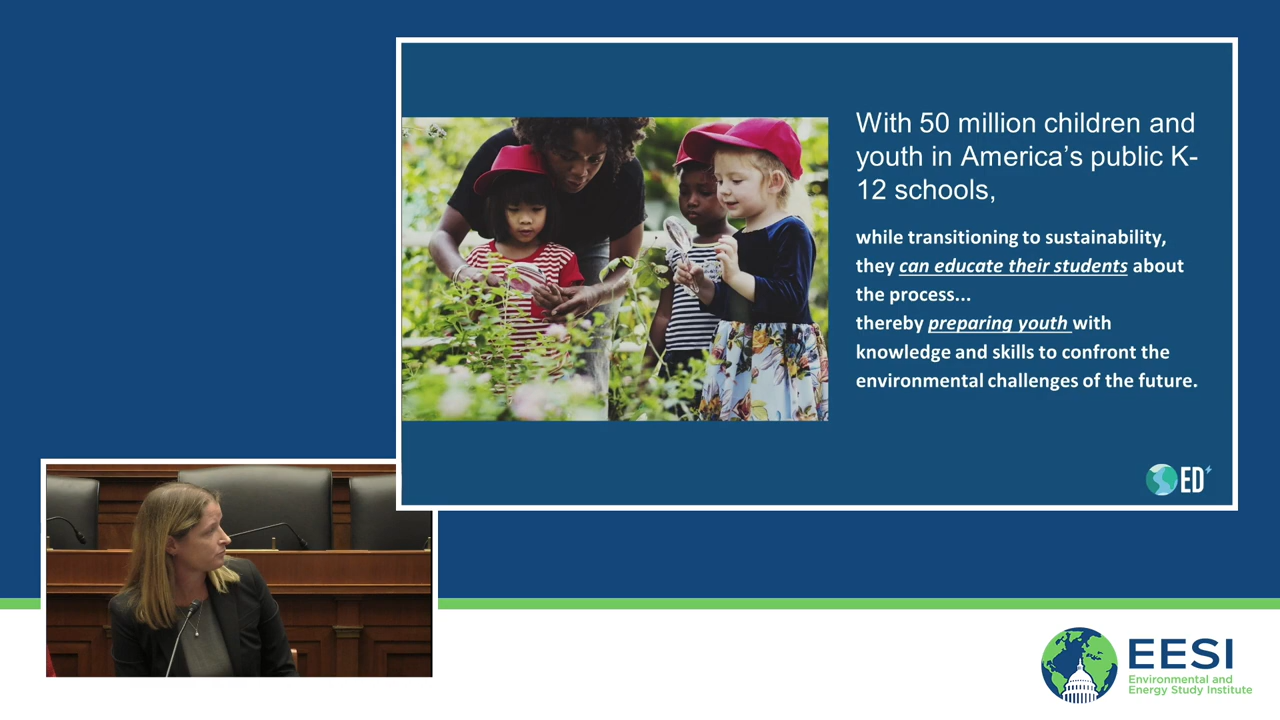 With 50 million children and
youth in America's public K-
12 schools,
while transitioning to sustainability,
they can educate their students about
the process...
thereby preparing youth with
knowledge and skills to confront the
environmental challenges of the future.
ED
EESI
Environmental and
Energy Study Institute